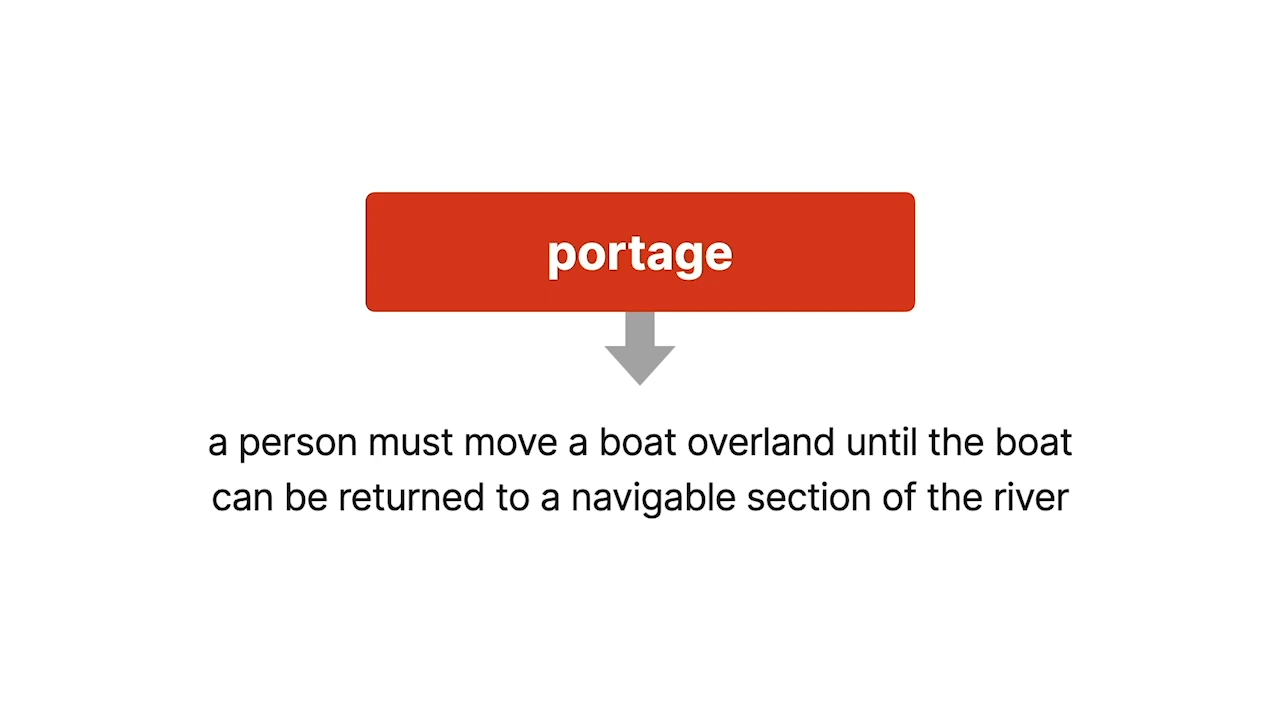 portage
a person must move a boat overland until the boat
can be returned to a navigable section of the river